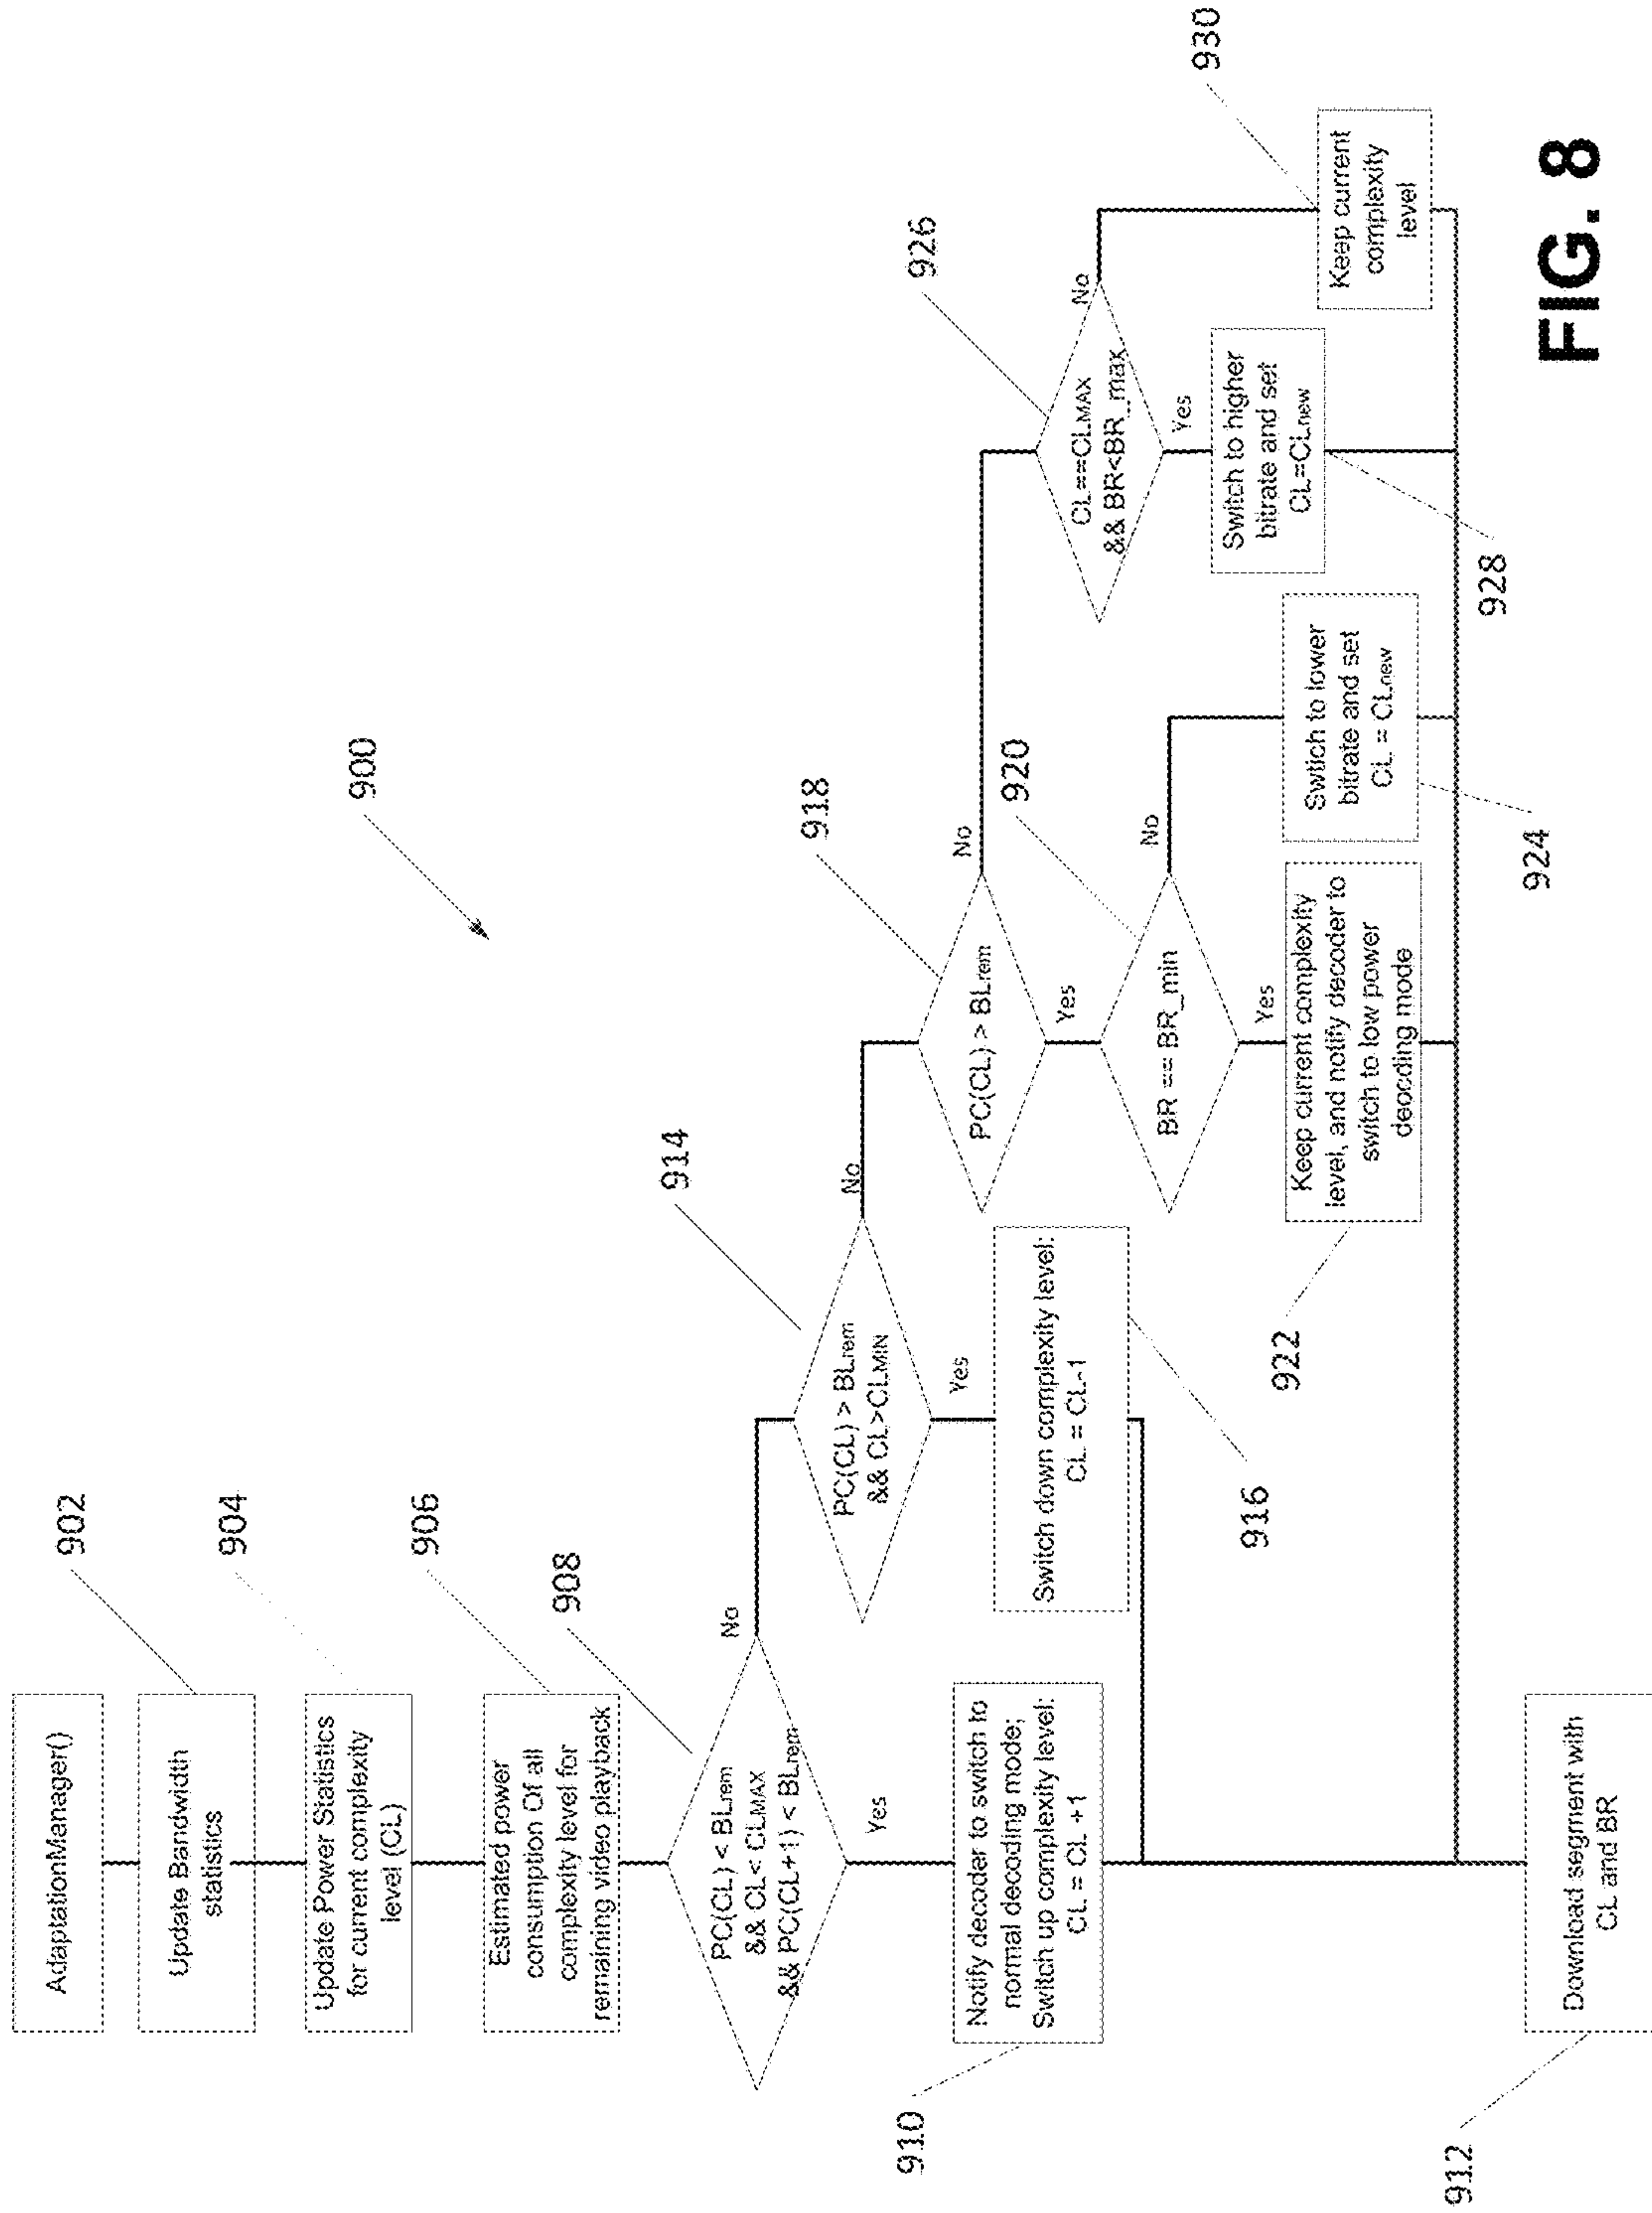 AdaptationManager()
902
Update Bandwidth
statistics
904
Update Power Statistics
for current complexity
level (CL)
906
Estimated power
consumption Of all
complexity level for
remaining video playback
900
908
PC(CL) < BLrem
&& CL< CLMAX
&& PC(CL+1) < BLrem
No
Yes
914
PC(CL) > BLrem
&& CL>CLMIN
No
Yes
918
PC(CL) > BLrem
No
Yes
926
CL==CLMAX
&& BR<BR_max
No
Yes
910
Notify decoder to switch to
normal decoding mode;
Switch up complexity level:
CL = CL +1
Switch down complexity level:
CL = CL-1
916
920
BR == BR_min
No
Yes
Switch to higher
bitrate and set
CL=CLnew
928
930
Keep current
complexity
level
922
Keep current complexity
level, and notify decoder to
switch to low power
decoding mode
Swtich to lower
bitrate and set
CL = CLnew
924
912
Download segment with
CL and BR
FIG. 8